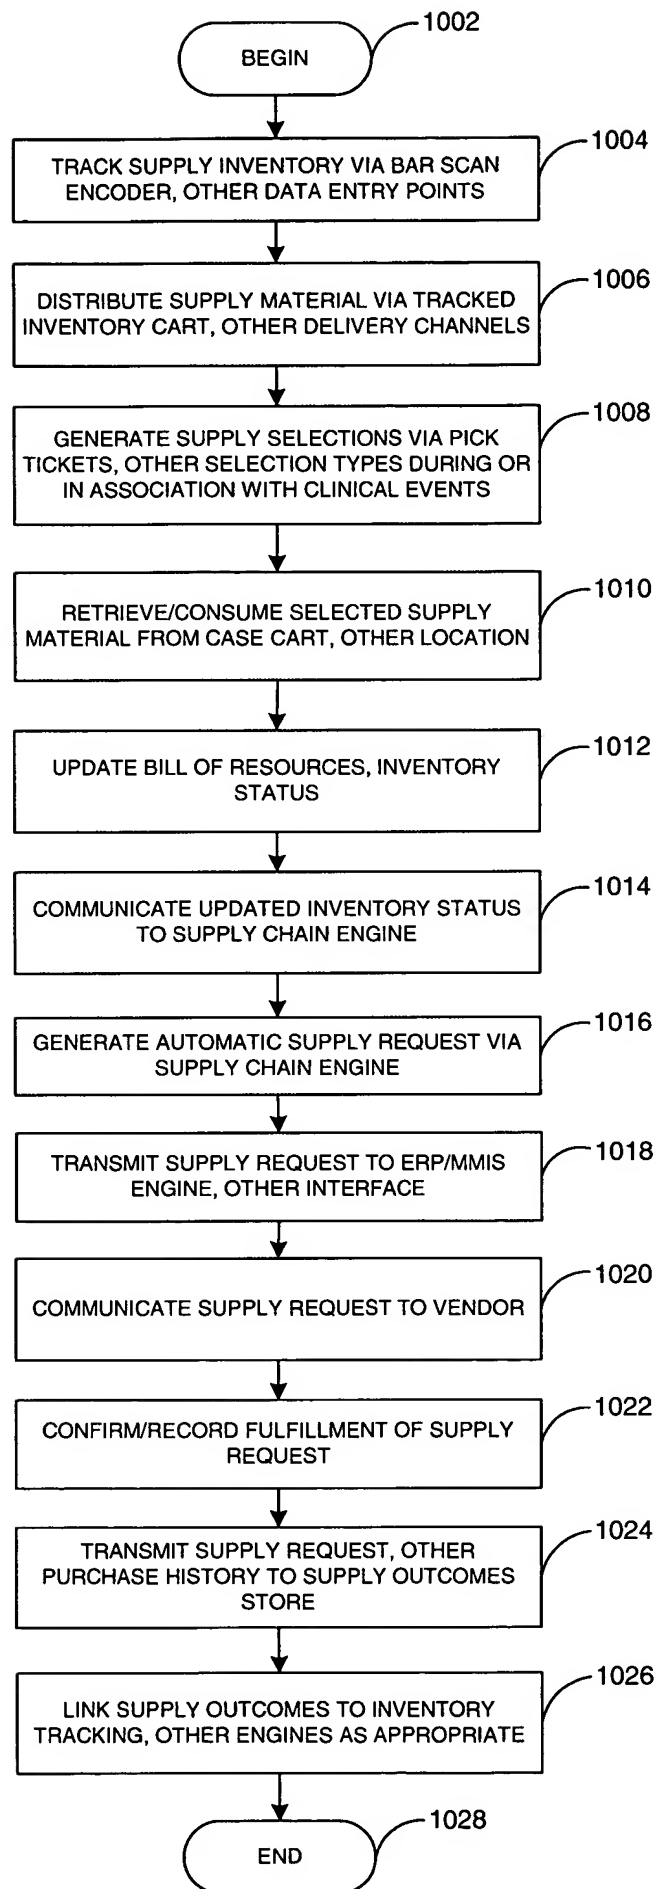 1002
BEGIN
1004
TRACK SUPPLY INVENTORY VIA BAR SCAN
ENCODER, OTHER DATA ENTRY POINTS
1006
DISTRIBUTE SUPPLY MATERIAL VIA TRACKED
INVENTORY CART, OTHER DELIVERY CHANNELS
1008
GENERATE SUPPLY SELECTIONS VIA PICK
TICKETS, OTHER SELECTION TYPES DURING OR
IN ASSOCIATION WITH CLINICAL EVENTS
1010
RETRIEVE/CONSUME SELECTED SUPPLY
MATERIAL FROM CASE CART, OTHER LOCATION
1012
UPDATE BILL OF RESOURCES, INVENTORY
STATUS
1014
COMMUNICATE UPDATED INVENTORY STATUS
TO SUPPLY CHAIN ENGINE
1016
GENERATE AUTOMATIC SUPPLY REQUEST VIA
SUPPLY CHAIN ENGINE
1018
TRANSMIT SUPPLY REQUEST TO ERP/MMIS
ENGINE, OTHER INTERFACE
1020
COMMUNICATE SUPPLY REQUEST TO VENDOR
1022
CONFIRM/RECORD FULFILLMENT OF SUPPLY
REQUEST
1024
TRANSMIT SUPPLY REQUEST, OTHER
PURCHASE HISTORY TO SUPPLY OUTCOMES
STORE
1026
LINK SUPPLY OUTCOMES TO INVENTORY
TRACKING, OTHER ENGINES AS APPROPRIATE
1028
END